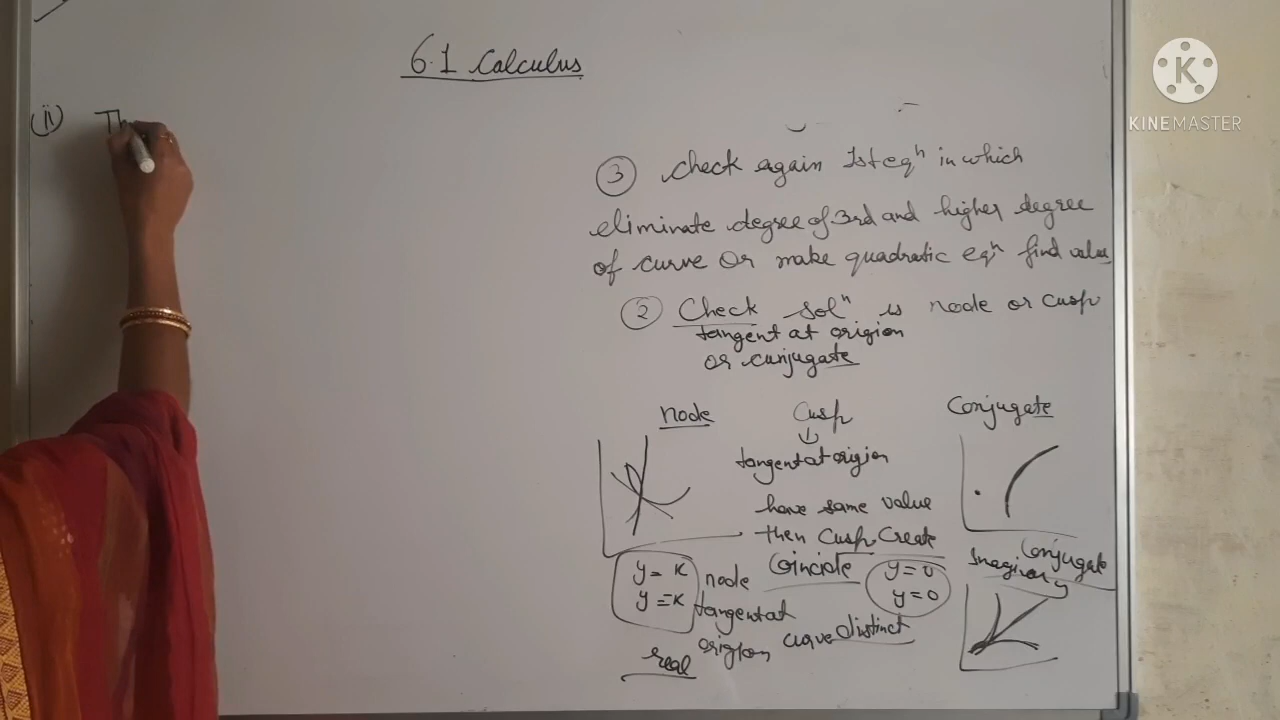 6.1 Calculus
(ii) Th
K
KINEMASTER
③ check again 1st eqⁿ in which
eliminate degree of 3rd and higher degree
of curve or make quadratic eqⁿ find value
② Check solⁿ is node or cusp
tangent at origion
or cunjugate
node
Cusp
Conjugate
tangent at origion
have same value
then Cusp Create
Coincide
y = 0
y = 0
y = K
y = -K
node
tangent at
origion curve distinct
real
Conjugate
Imaginary